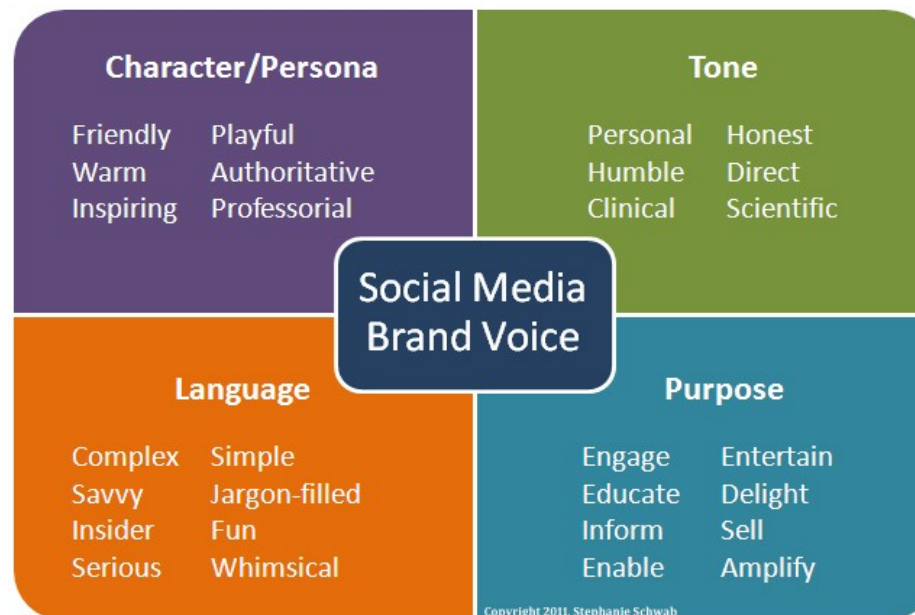 Character/Persona
Friendly Playful
Warm Authoritative
Inspiring Professorial
Tone
Personal Honest
Humble Direct
Clinical Scientific
Social Media
Brand Voice
Language
Complex Simple
Savvy Jargon-filled
Insider Fun
Serious Whimsical
Purpose
Engage Entertain
Educate Delight
Inform Sell
Enable Amplify
Copyright 2011, Stephanie Schwab